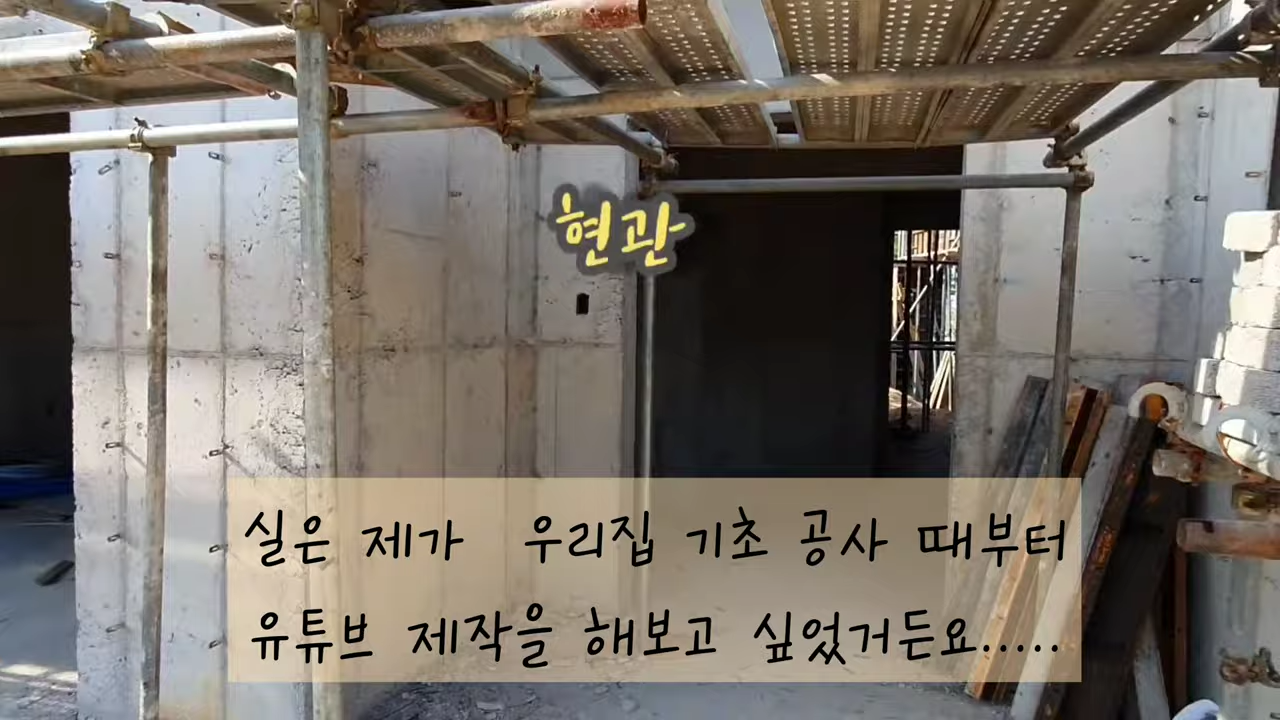 현관
실은 제가 우리집 기초 공사 때부터
유튜브 제작을 해보고 싶었거든요.....